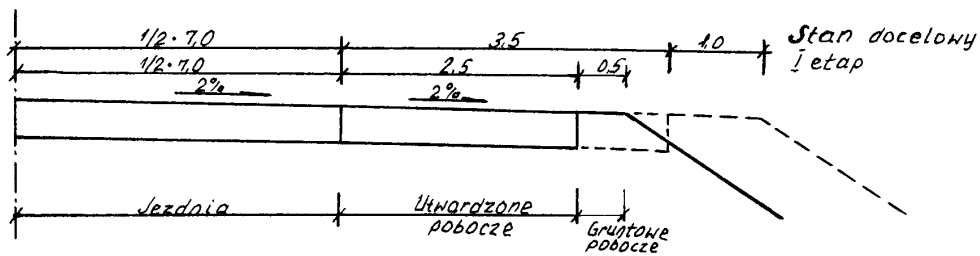 1/2·7,0
3,5
1,0
Stan docelowy
1/2·7,0
2,5
0,5
I etap
2%
2%
Jezdnia
Utwardzone
pobocze
Gruntowe
pobocze